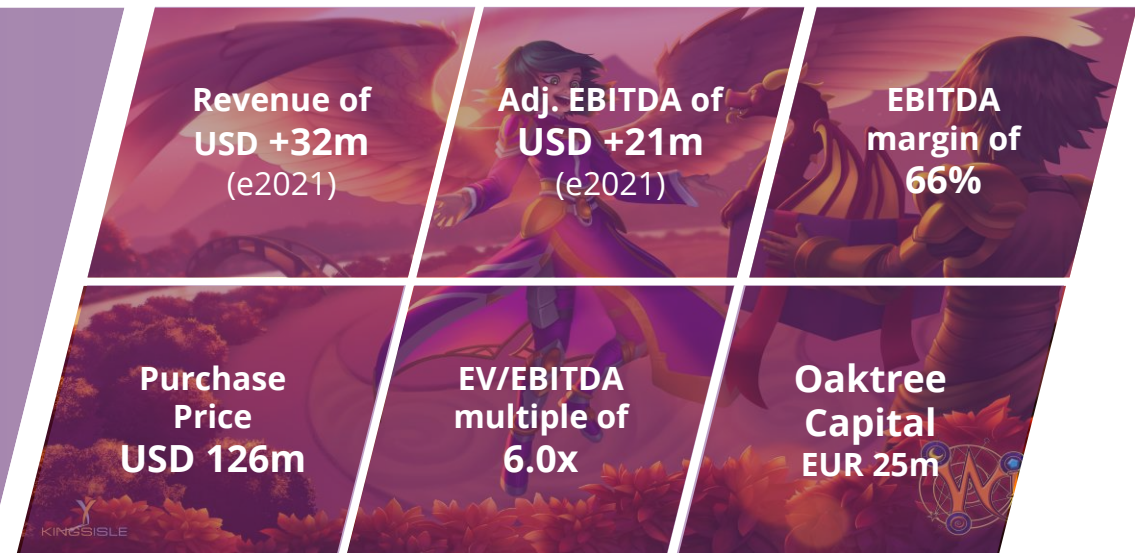 Revenue of
USD +32m
(e2021)
Adj. EBITDA of
USD +21m
(e2021)
EBITDA
margin of
66%
Purchase
Price
USD 126m
EV/EBITDA
multiple of
6.0x
Oaktree
Capital
EUR 25m
KINGSISLE
W